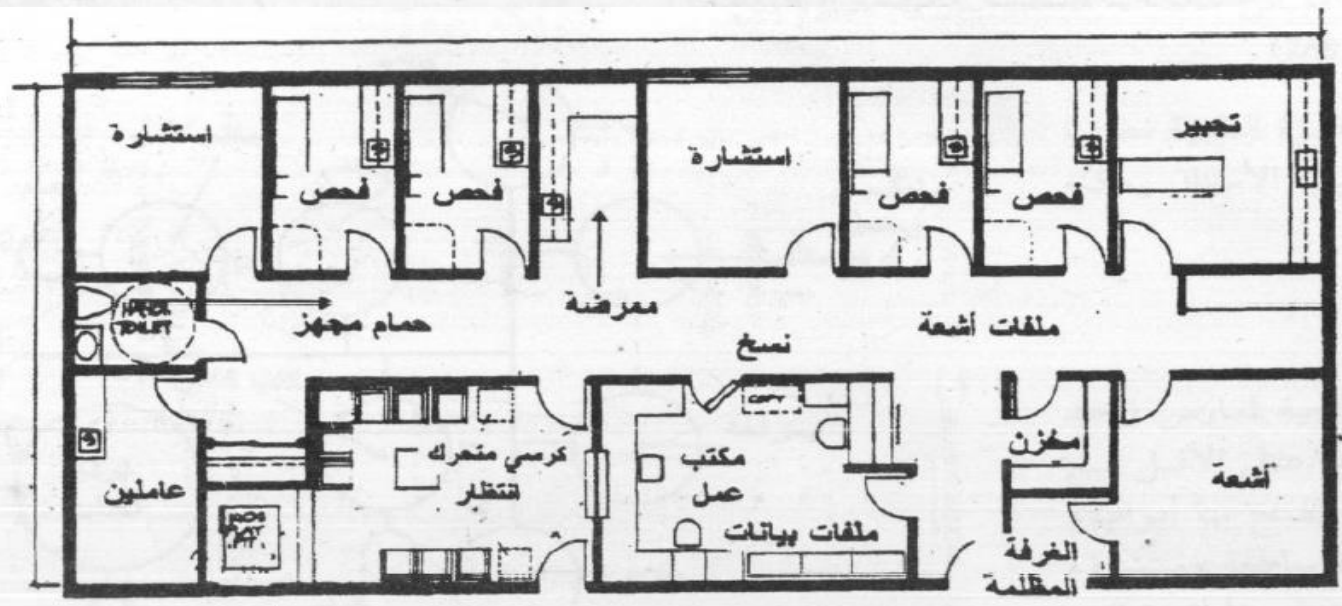 استشارة
فحص
فحص
استشارة
فحص
فحص
تجبير
HANDI
TOILET
حمام مجهز
ممرضة
نسخ
ملفات أشعة
COPY
كرسي متحرك
انتظار
مكتب
عمل
ملفات بيانات
مخزن
أشعة
عاملين
الغرفة
المظلمة